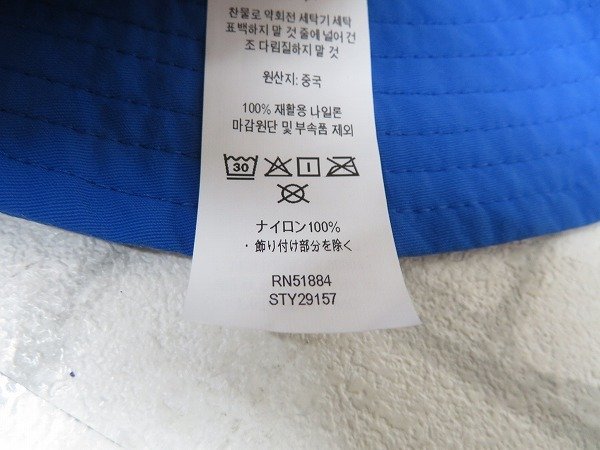 찬물로 약회전 세탁기 세탁
표백하지 말 것 줄에 널어 건
조 다림질하지 말 것
원산지: 중국
100% 재활용 나일론
마감원단 및 부속품 제외
30
ナイロン100%
・飾り付け部分を除く
RN51884
STY29157